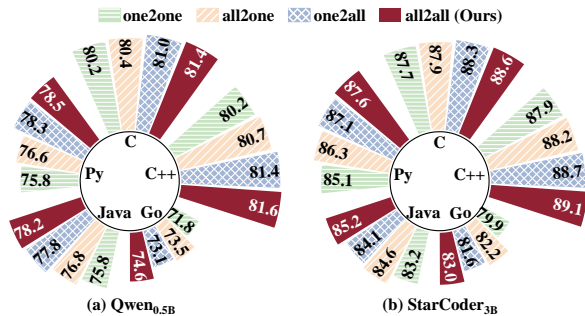 one2one all2one one2all all2all (Ours)
80.2 80.4 81.0 81.4
80.2 80.7 81.4 81.6
71.8 73.5 73.1 74.6
75.8 76.8 77.8 78.2
75.8 76.6 78.3 78.5
C
C++
Go
Java
Py
(a) Qwen0.5B
87.7 87.9 88.3 88.6
87.9 88.2 88.7 89.1
79.9 82.2 81.6 83.0
83.2 84.6 84.1 85.2
85.1 86.3 87.1 87.6
C
C++
Go
Java
Py
(b) StarCoder3B